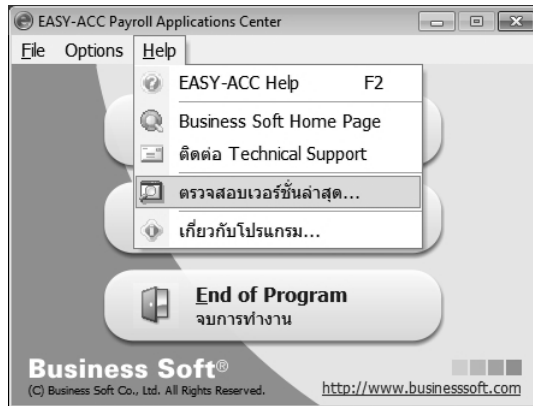 EASY-ACC Payroll Applications Center
File Options Help
EASY-ACC Help F2
Business Soft Home Page
ติดต่อ Technical Support
ตรวจสอบเวอร์ชั่นล่าสุด...
เกี่ยวกับโปรแกรม...
End of Program
จบการทำงาน
Business Soft®
(C) Business Soft Co., Ltd. All Rights Reserved.
http://www.businesssoft.com